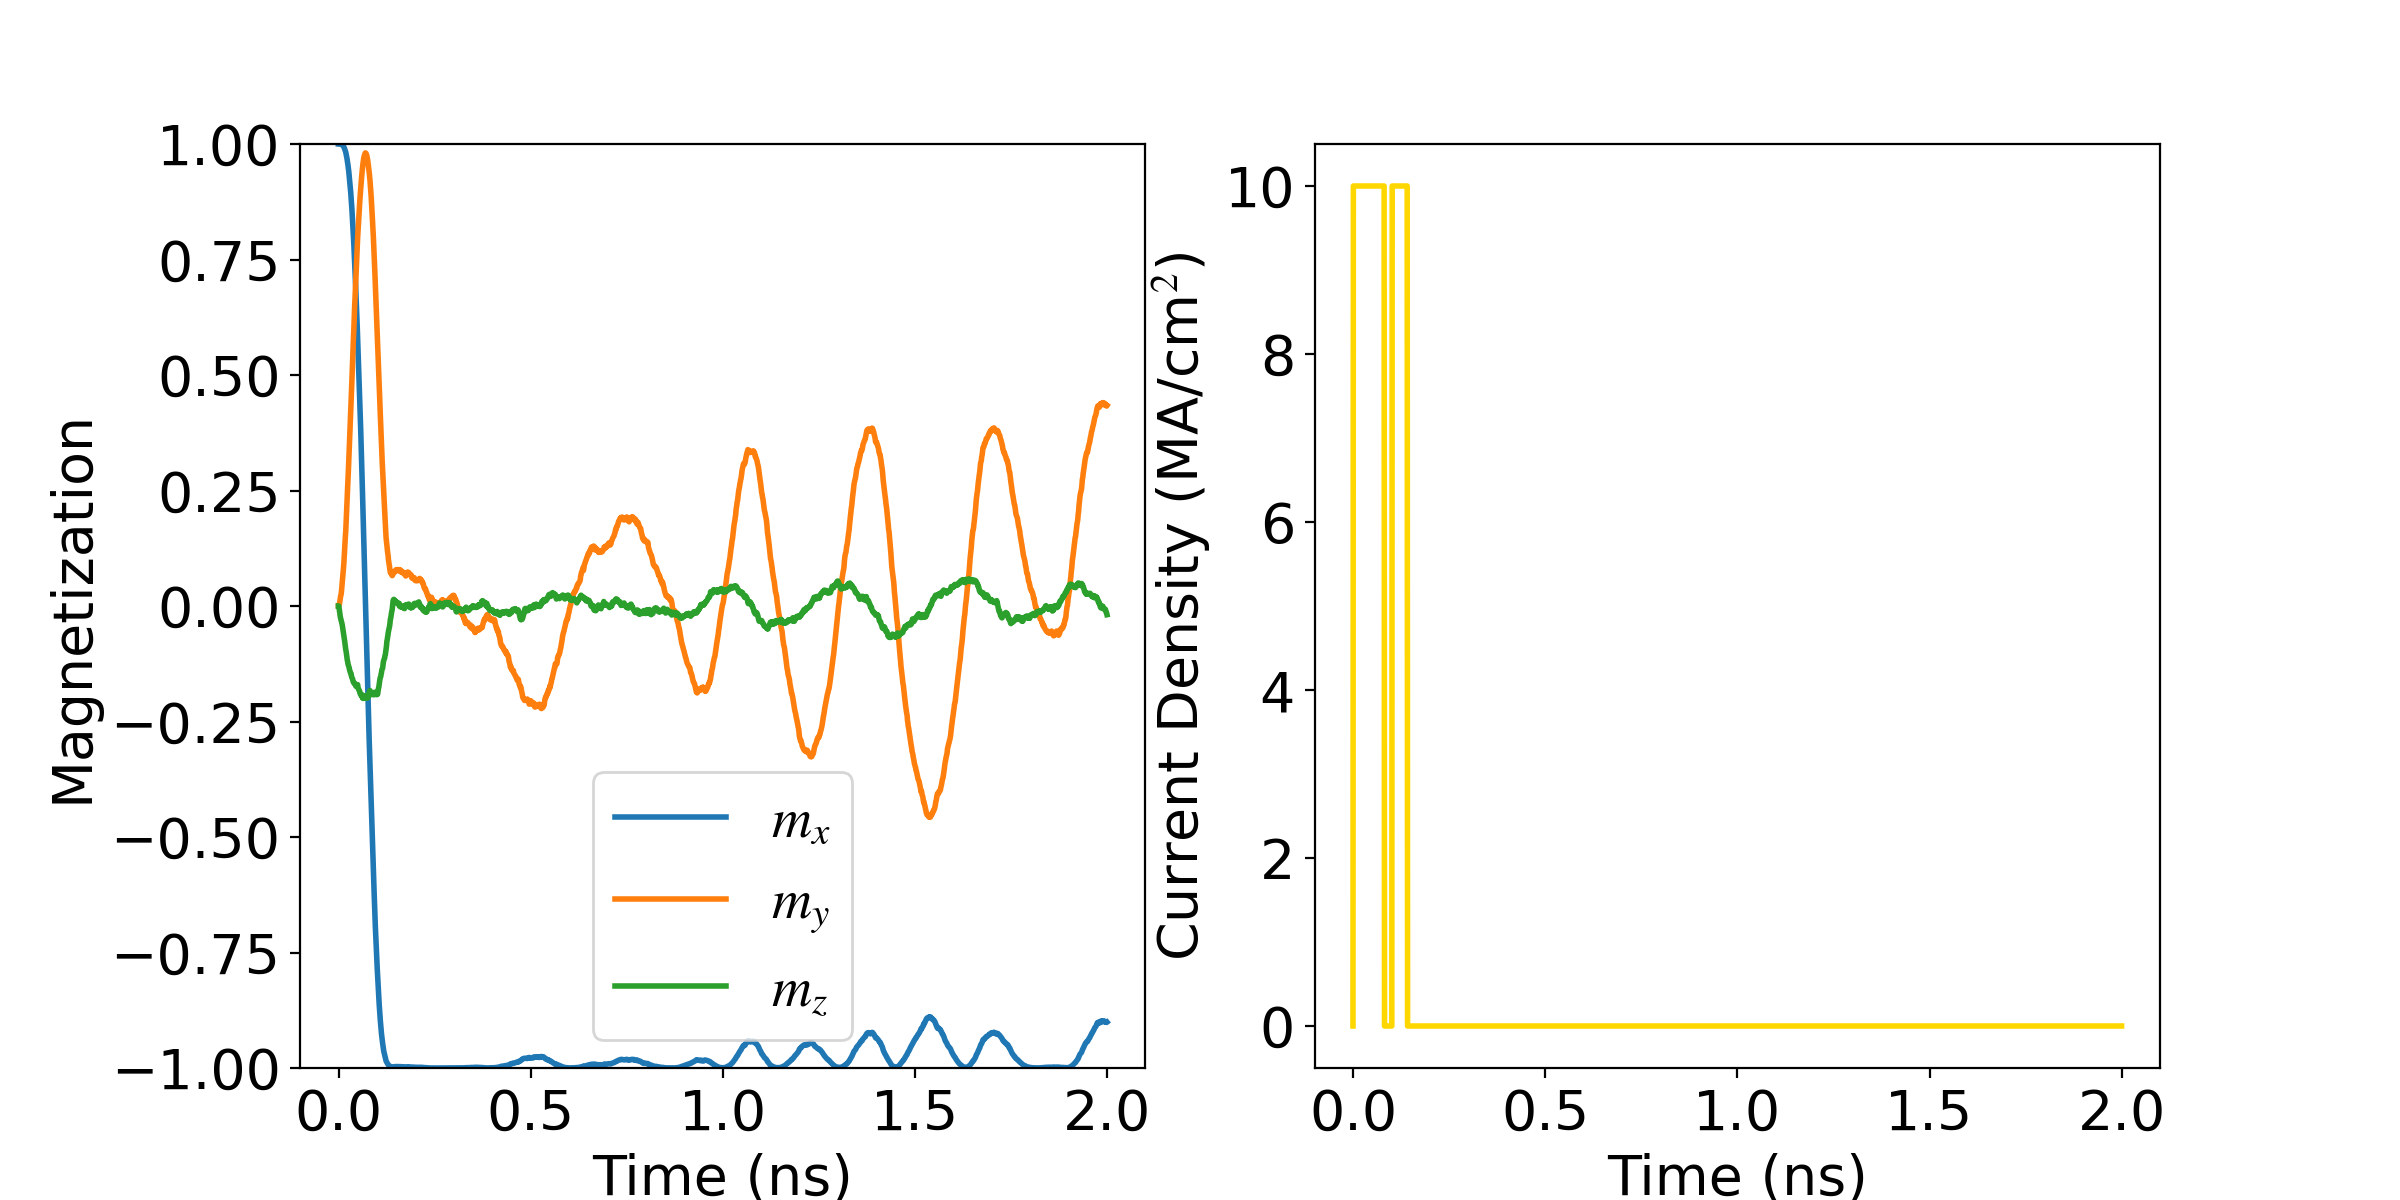 1.00
0.75
0.50
0.25
0.00
−0.25
−0.50
−0.75
−1.00
Magnetization
0.0 0.5 1.0 1.5 2.0
Time (ns)
m_x
m_y
m_z
10
8
6
4
2
0
Current Density (MA/cm²)
0.0 0.5 1.0 1.5 2.0
Time (ns)